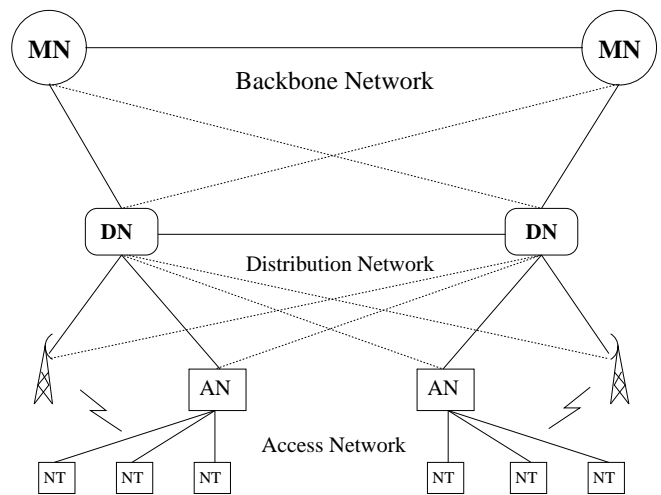 MN
MN
Backbone Network
DN
DN
Distribution Network
AN
AN
Access Network
NT
NT
NT
NT
NT
NT